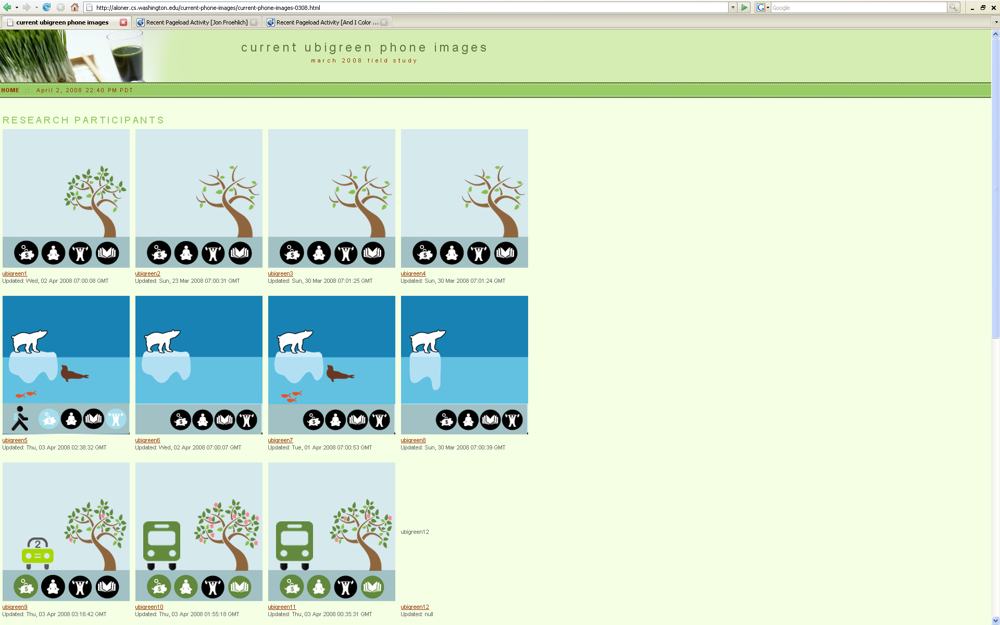 http://aloner.cs.washington.edu/current-phone-images/current-phone-images-0308.html
G Google
current ubigreen phone images
Recent Pageload Activity [Jon Froehlich]
Recent Pageload Activity [And I Color ...
current ubigreen phone images
march 2008 field study
HOME :: April 2, 2008 22:40 PM PDT
RESEARCH PARTICIPANTS
$ $ $ $
ubigreen1 ubigreen2 ubigreen3 ubigreen4
Updated: Wed, 02 Apr 2008 07:00:08 GMT Updated: Sun, 23 Mar 2008 07:00:31 GMT Updated: Sun, 30 Mar 2008 07:01:25 GMT Updated: Sun, 30 Mar 2008 07:01:24 GMT
$ $ $ $
ubigreen5 ubigreen6 ubigreen7 ubigreen8
Updated: Thu, 03 Apr 2008 02:38:32 GMT Updated: Wed, 02 Apr 2008 07:00:07 GMT Updated: Tue, 01 Apr 2008 07:00:53 GMT Updated: Sun, 30 Mar 2008 07:00:39 GMT
ubigreen12
2
$ $ $
ubigreen9 ubigreen10 ubigreen11 ubigreen12
Updated: Thu, 03 Apr 2008 03:16:42 GMT Updated: Thu, 03 Apr 2008 01:55:18 GMT Updated: Thu, 03 Apr 2008 00:35:31 GMT Updated: null